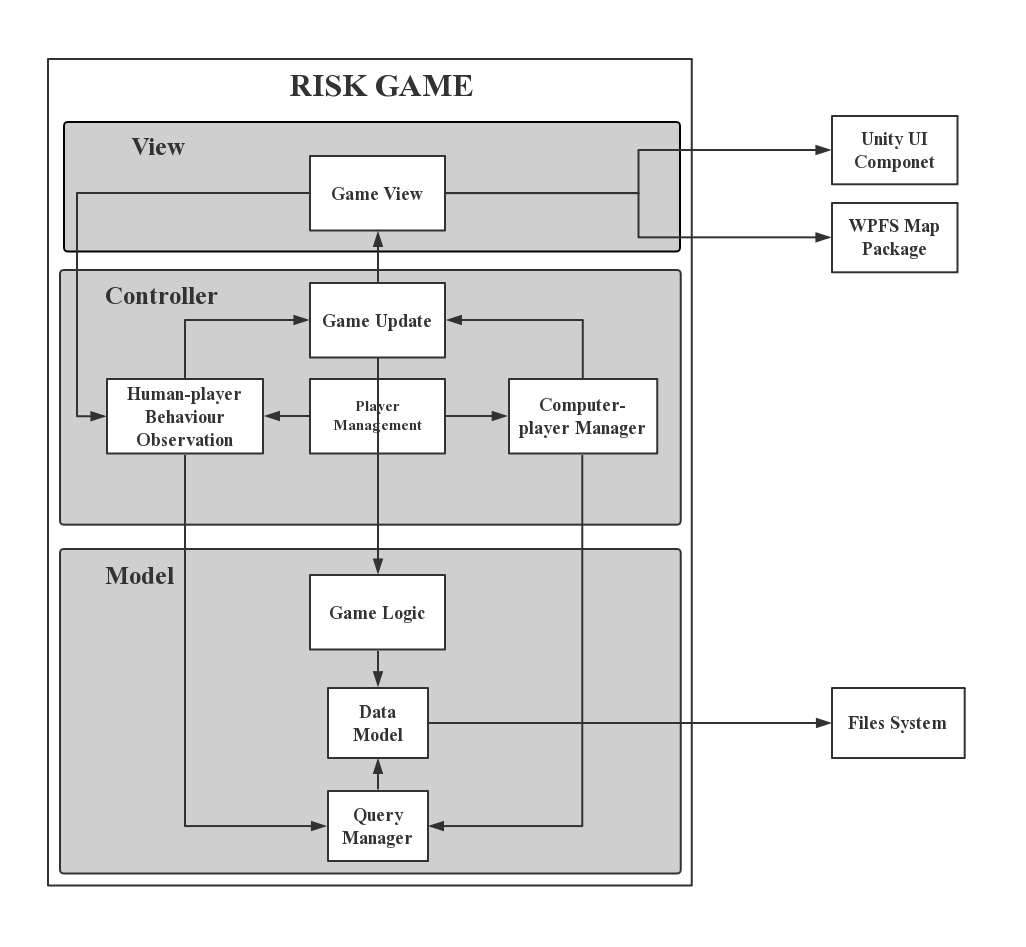 RISK GAME
View
Game View
Unity UI
Componet
WPFS Map
Package
Controller
Game Update
Human-player
Behaviour
Observation
Player
Management
Computer-
player Manager
Model
Game Logic
Data
Model
Files System
Query
Manager